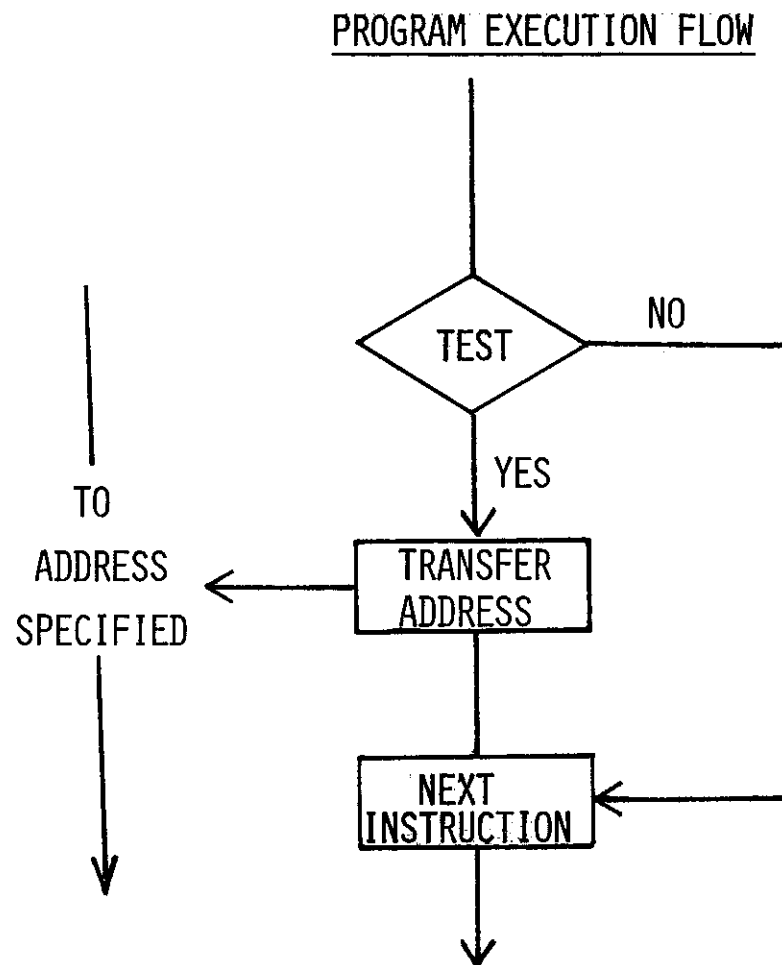 PROGRAM EXECUTION FLOW
TEST
NO
YES
TO
ADDRESS
SPECIFIED
TRANSFER
ADDRESS
NEXT
INSTRUCTION